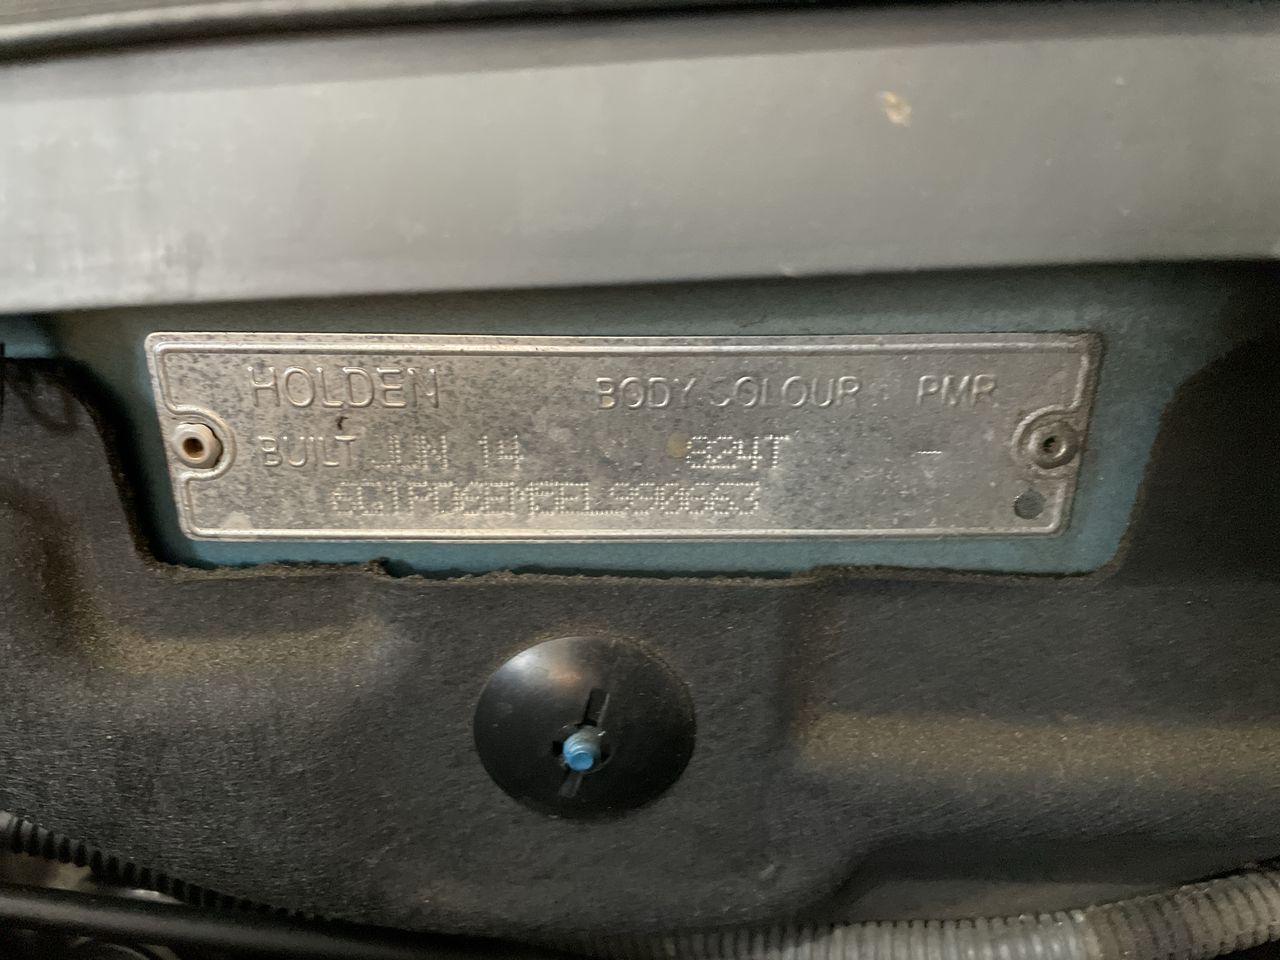 HOLDEN BODY COLOUR PMR
BUILT JUN 14 824T -